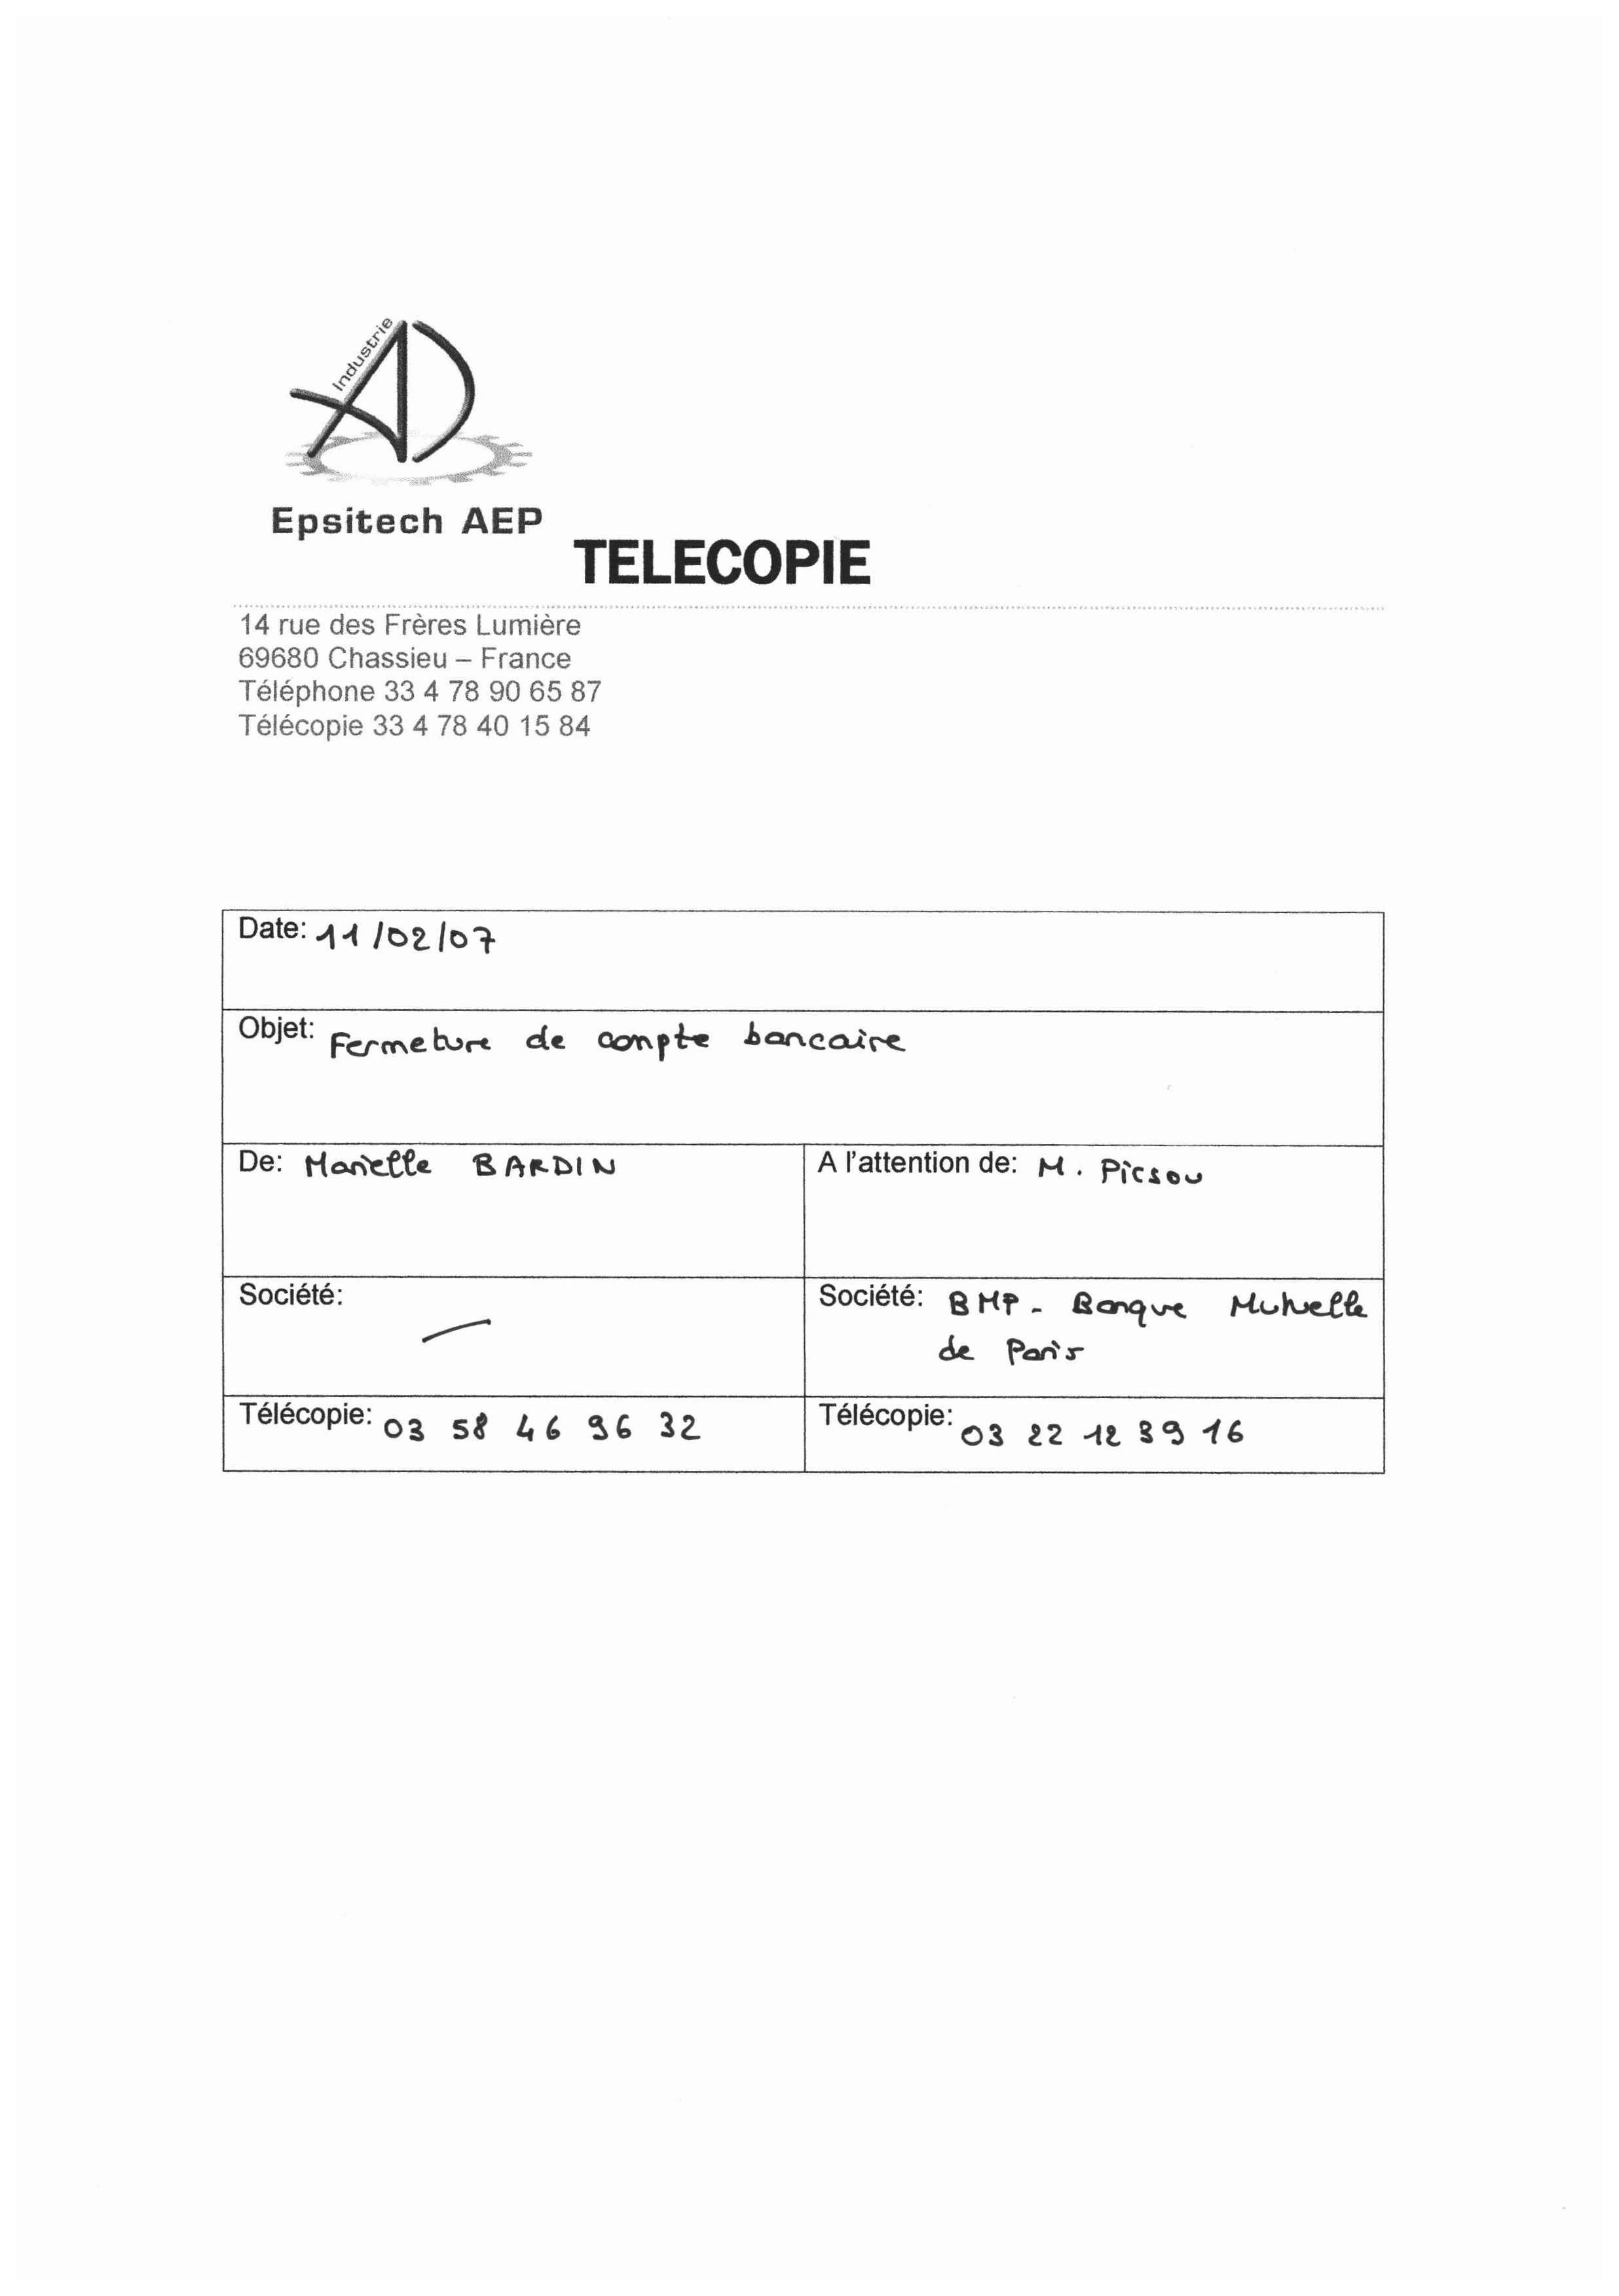 Industrie
Epsitech AEP
TELECOPIE
14 rue des Frères Lumière
69680 Chassieu – France
Téléphone 33 4 78 90 65 87
Télécopie 33 4 78 40 15 84
Date: 11/02/07
Objet: Fermeture de compte bancaire
De: Marielle BARDIN
A l'attention de: M. Picsou
Société:
Société: BMP - Banque Mutuelle
de Paris
Télécopie: 03 58 46 96 32
Télécopie: 03 22 12 39 16